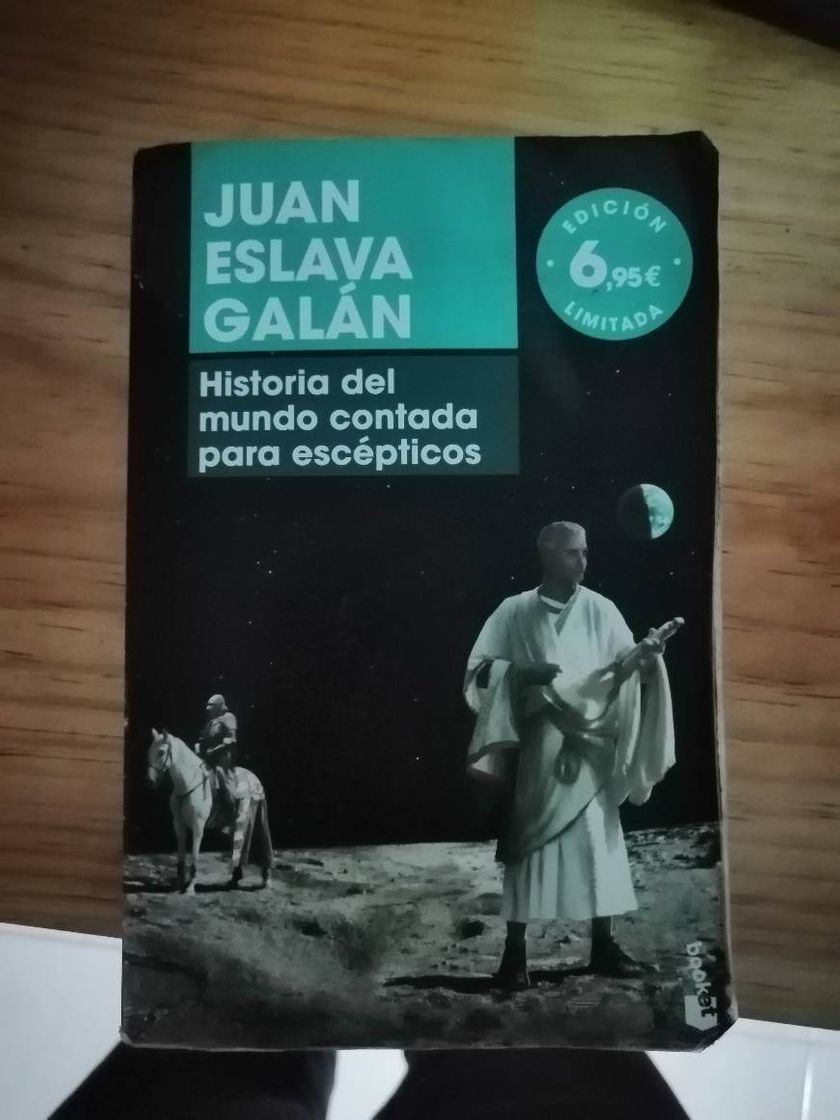 JUAN
ESLAVA
GALÁN
EDICIÓN
6,95€
LIMITADA
Historia del
mundo contada
para escépticos
booket